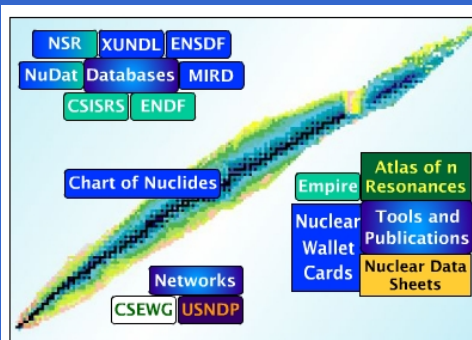 NSR XUNDL ENSDF
NuDat Databases MIRD
CSISRS ENDF
Chart of Nuclides
Empire
Atlas of n
Resonances
Nuclear
Wallet
Cards
Tools and
Publications
Nuclear Data
Sheets
Networks
CSEWG USNDP